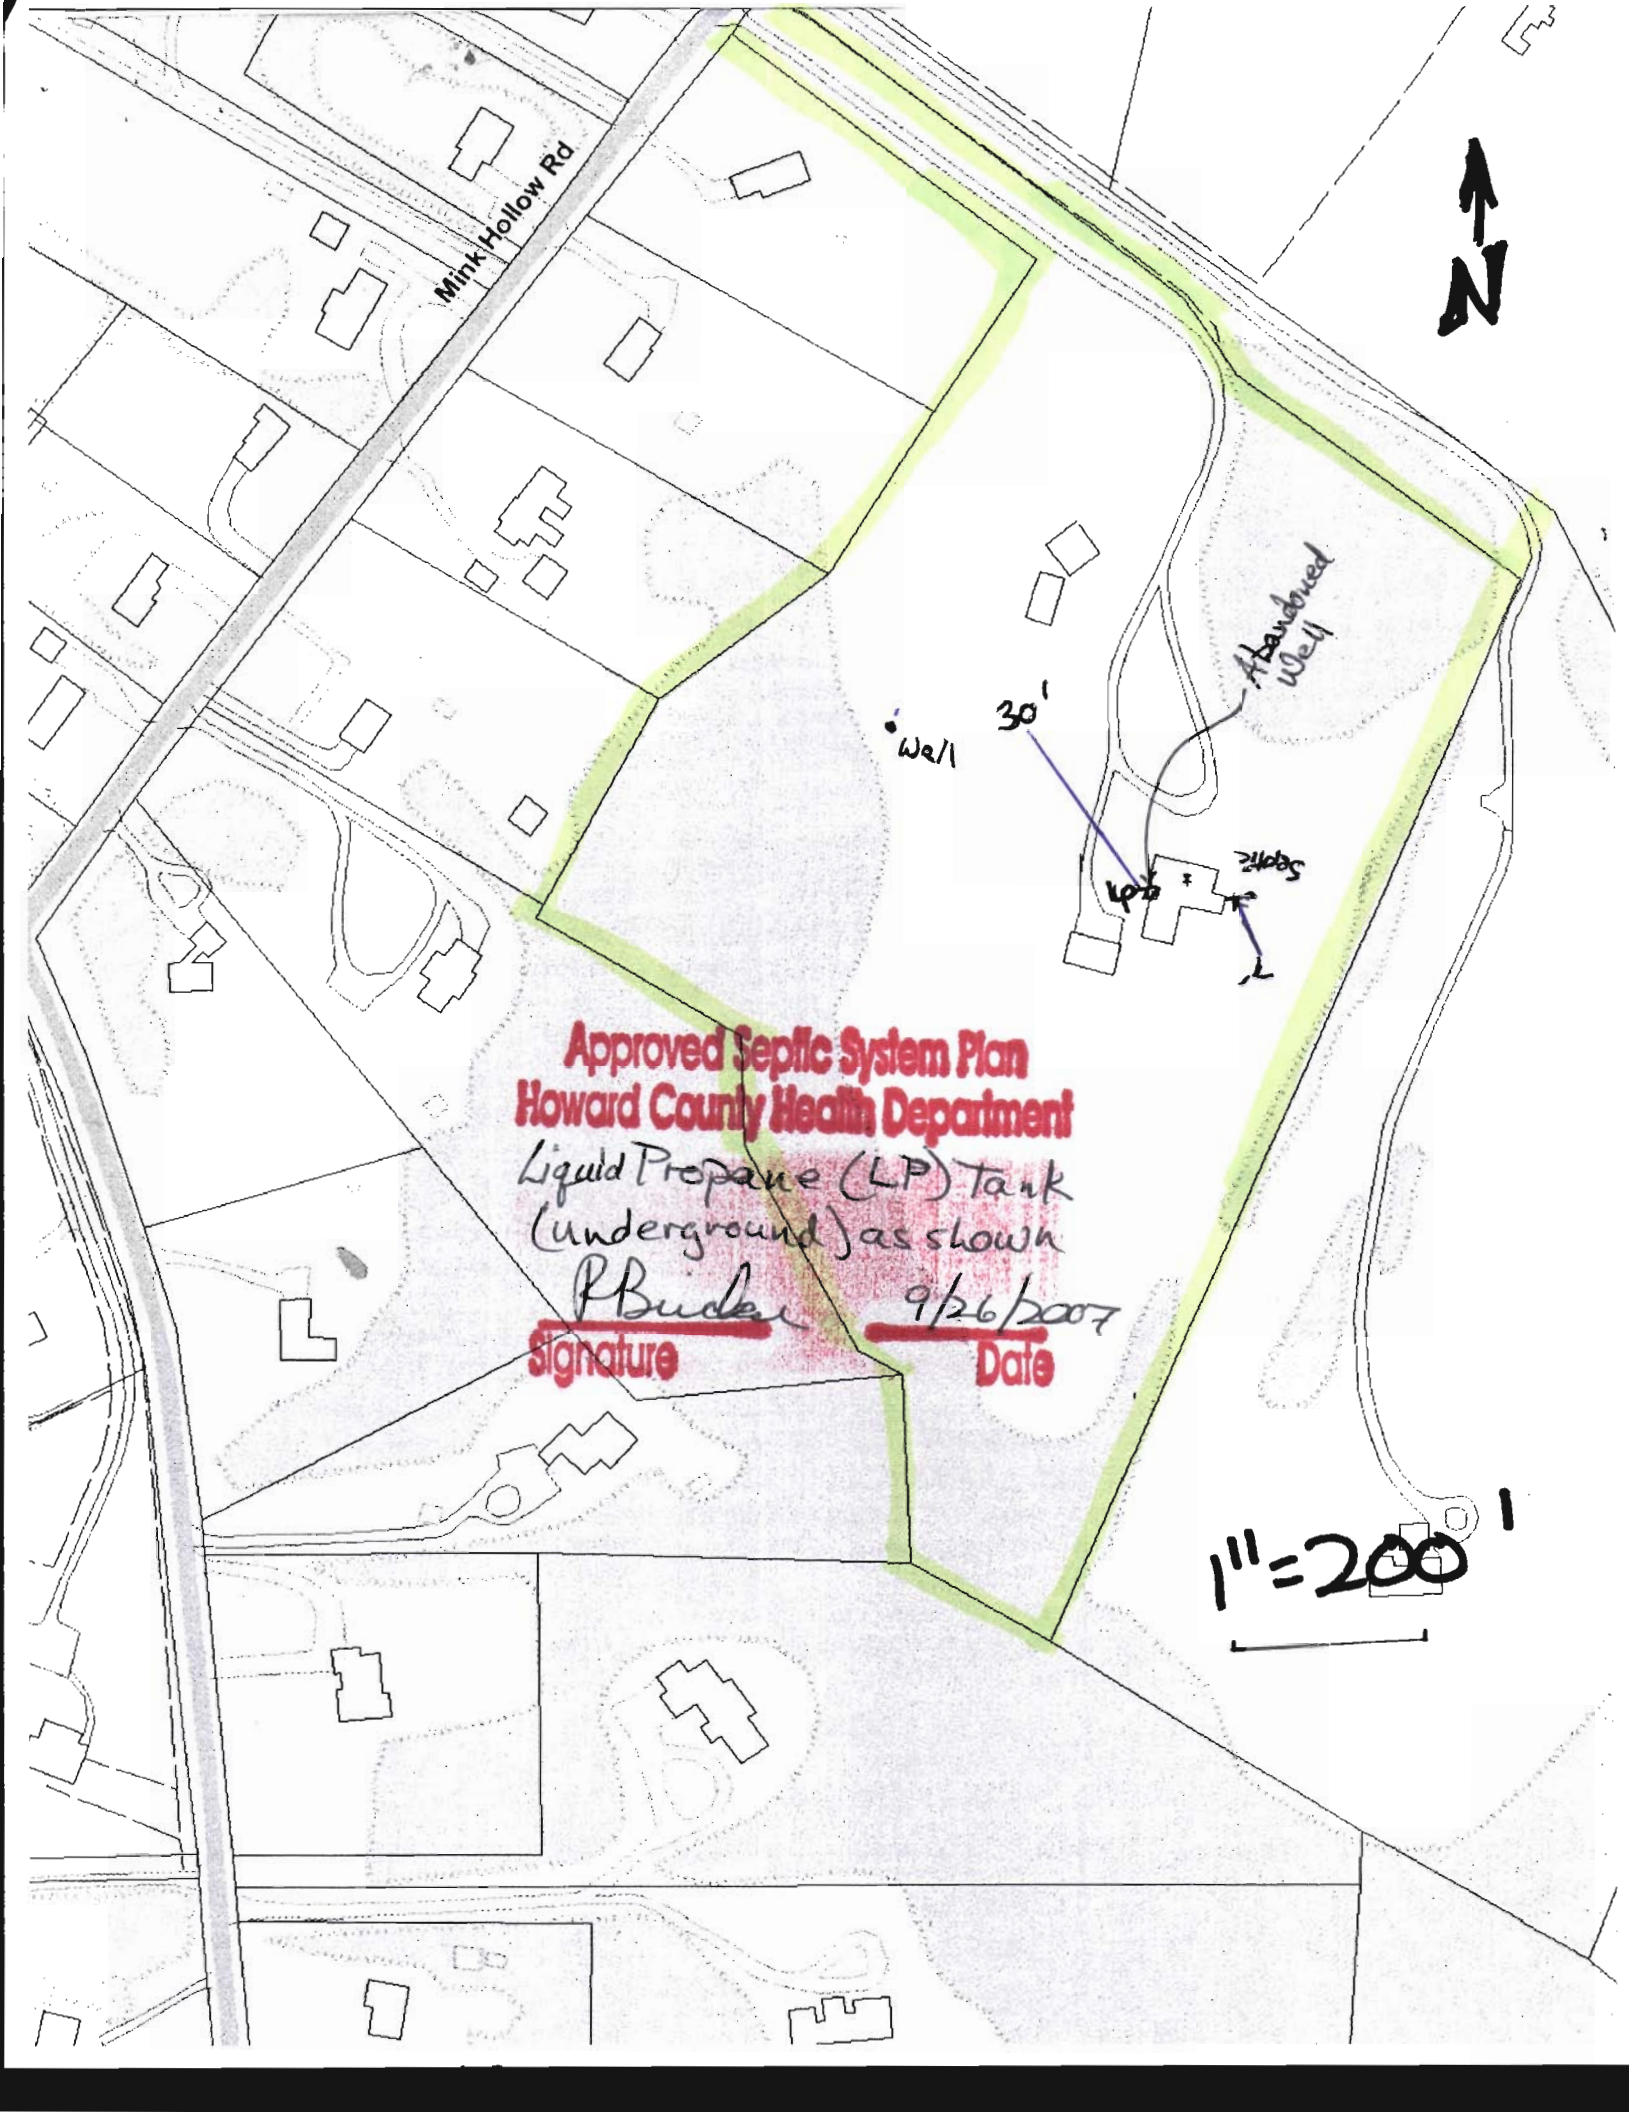 Mink Hollow Rd
N
Abandoned
Well
30'
Well
LP
Septic
Approved Septic System Plan
Howard County Health Department
Liquid Propane (LP) Tank
(underground) as shown
9/26/2007
Signature
Date
1"=200'